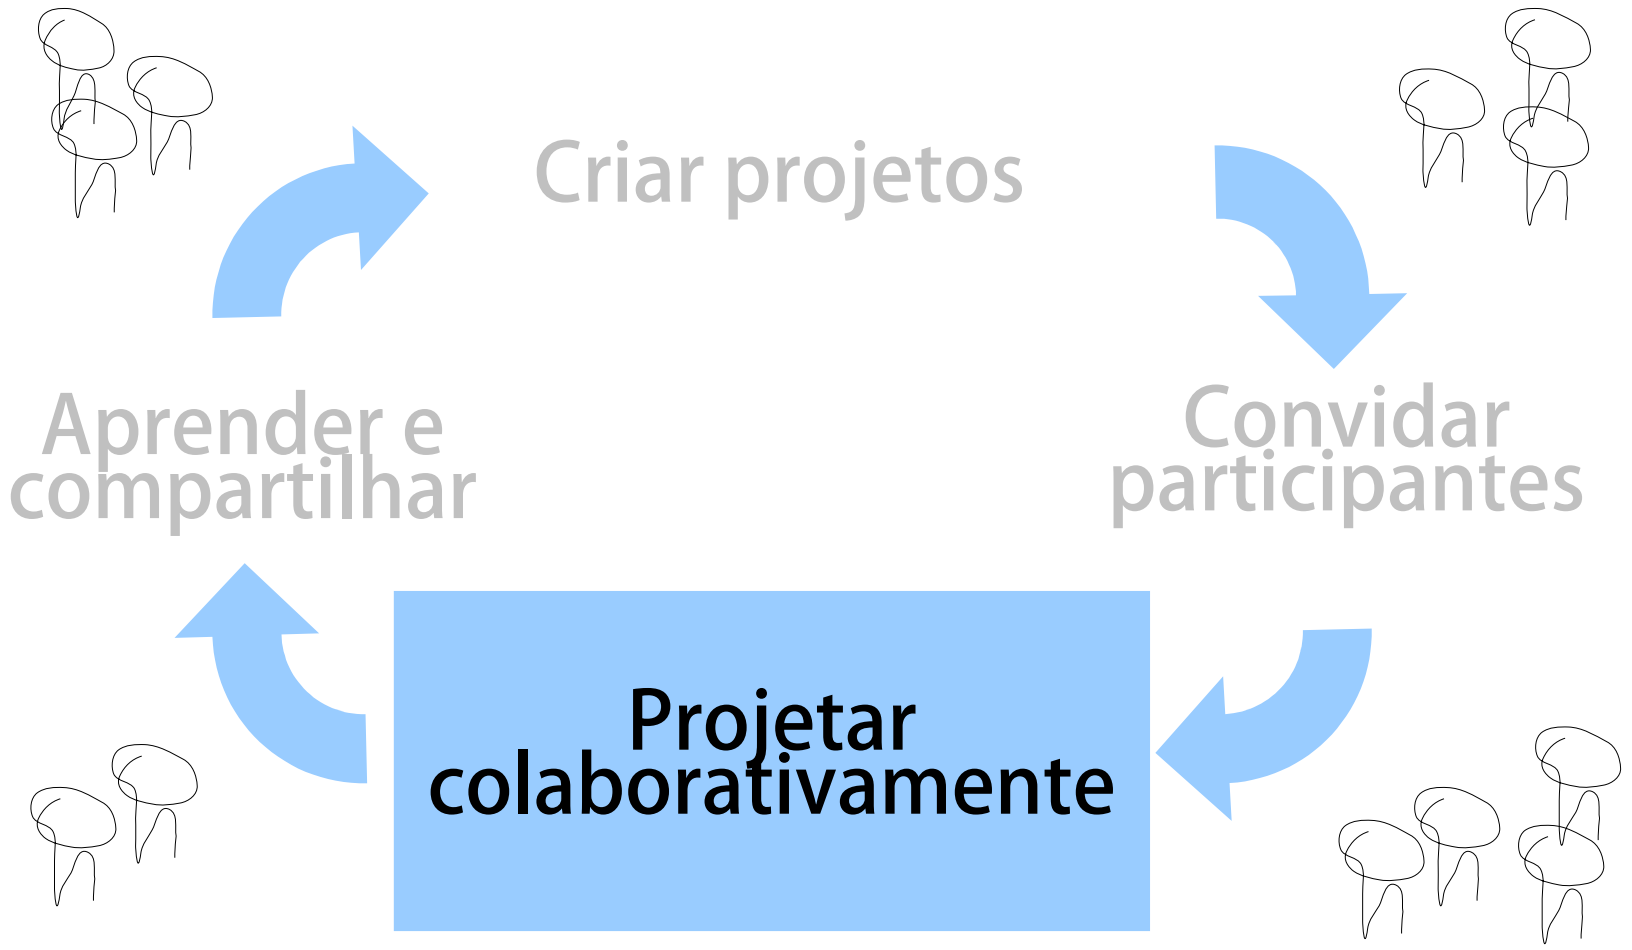 Criar projetos
Aprender e
compartilhar
Convidar
participantes
Projetar
colaborativamente